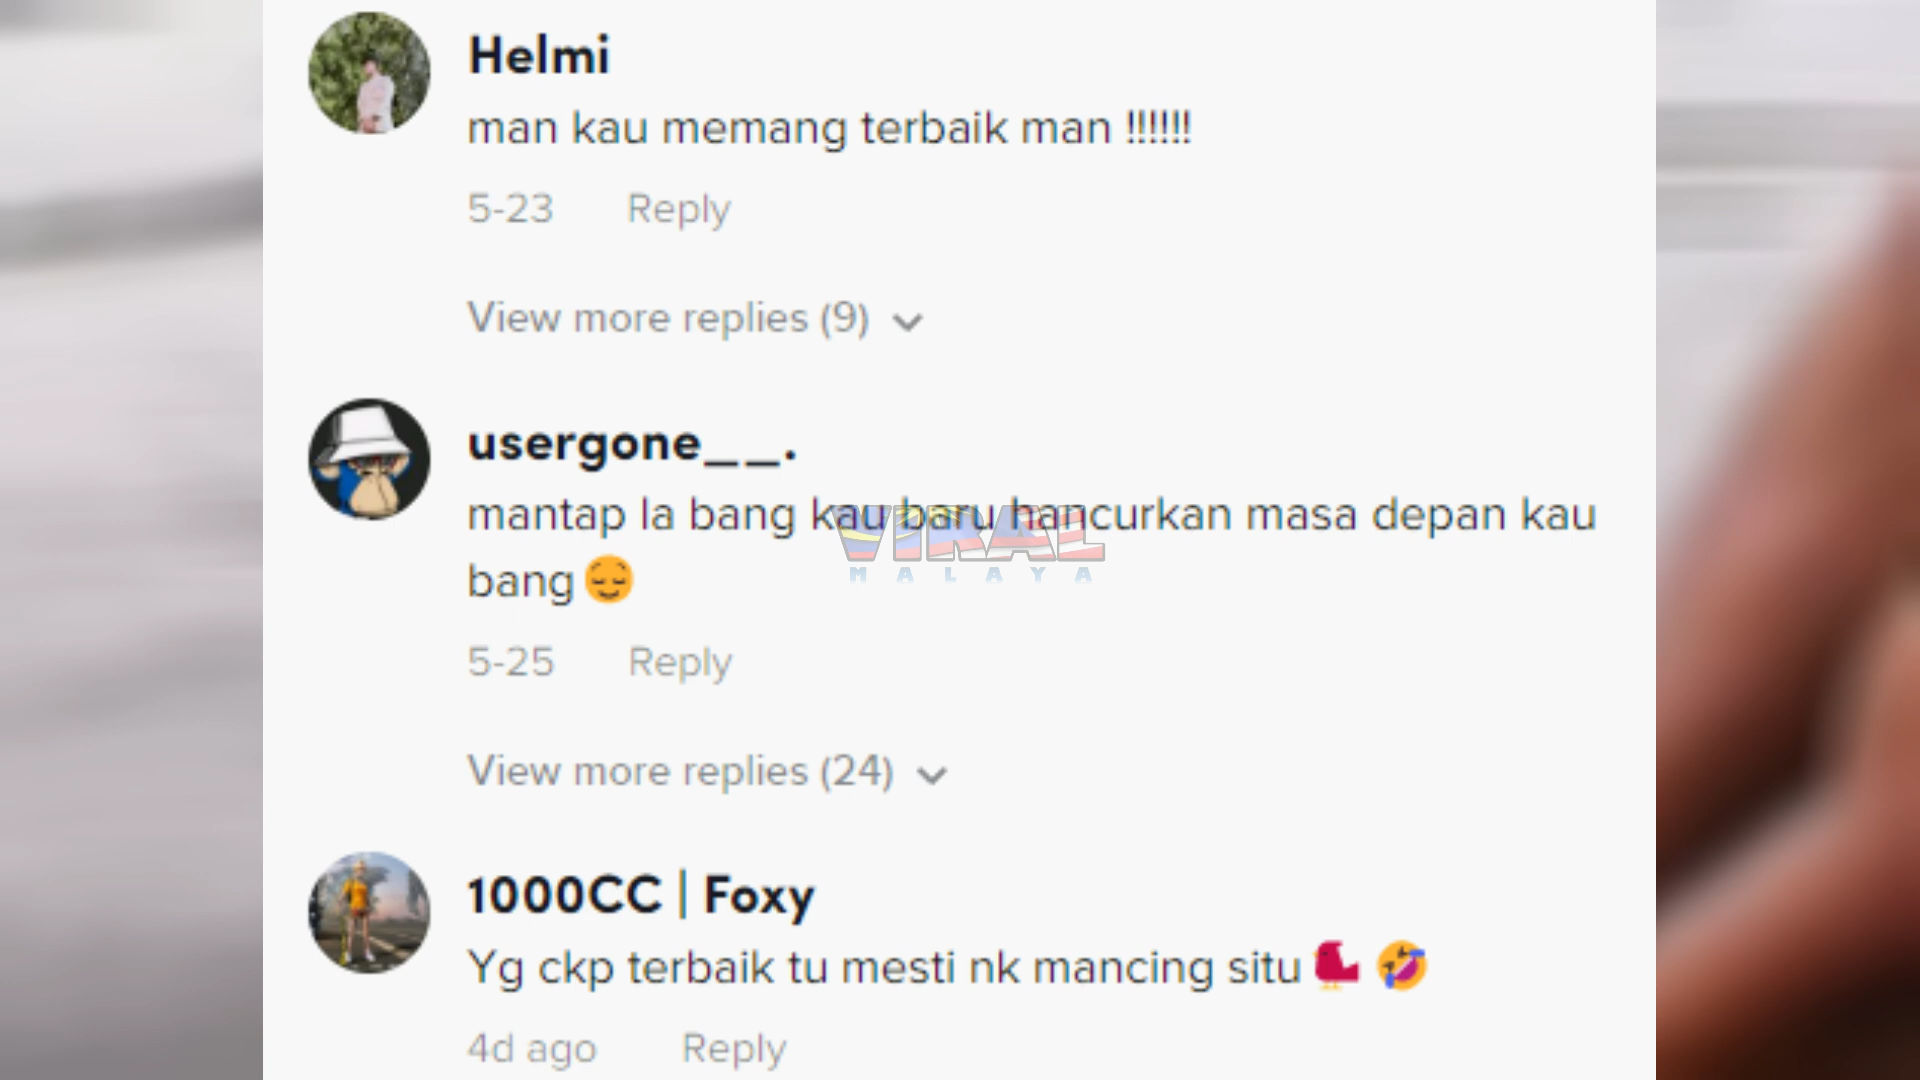 Helmi
man kau memang terbaik man !!!!!!
5-23 Reply
View more replies (9)
usergone__.
mantap la bang kau baru hancurkan masa depan kau
bang 😌
5-25 Reply
View more replies (24)
VIRAL
MALAYA
1000CC | Foxy
Yg ckp terbaik tu mesti nk mancing situ 🤣
4d ago Reply